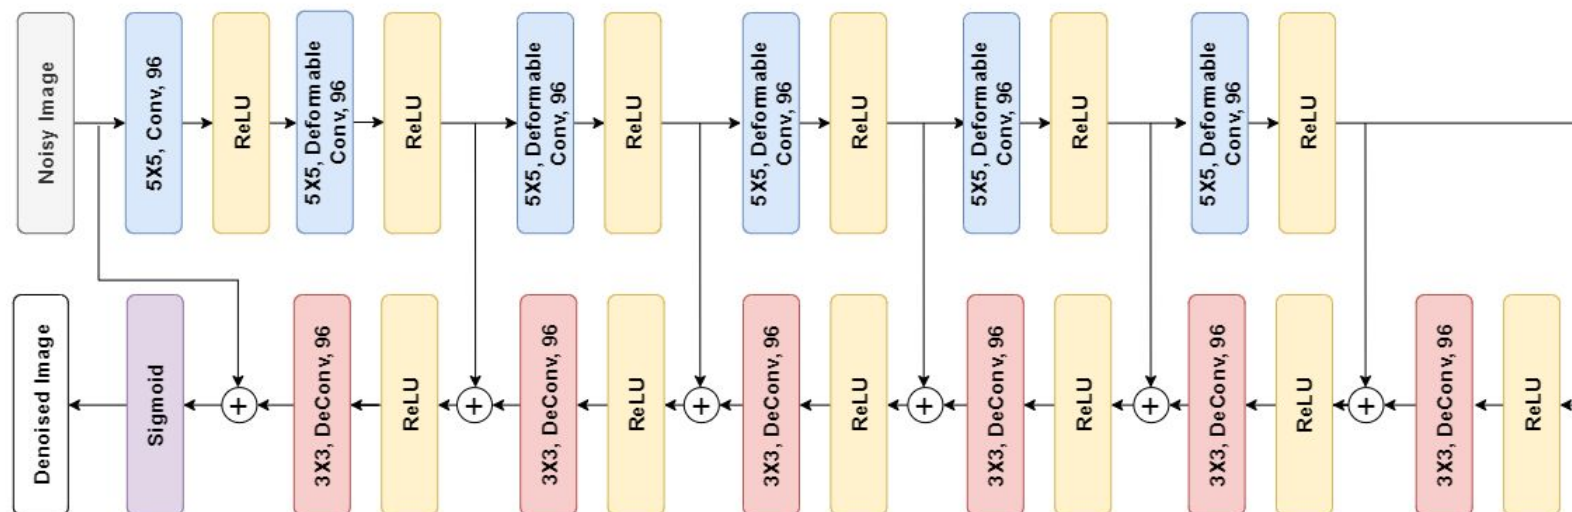 Noisy Image
5X5, Conv, 96
ReLU
5X5, Deformable
Conv, 96
ReLU
5X5, Deformable
Conv, 96
ReLU
5X5, Deformable
Conv, 96
ReLU
5X5, Deformable
Conv, 96
ReLU
5X5, Deformable
Conv, 96
ReLU
Denoised Image
Sigmoid
+
3X3, DeConv, 96
ReLU
+
3X3, DeConv, 96
ReLU
+
3X3, DeConv, 96
ReLU
+
3X3, DeConv, 96
ReLU
+
3X3, DeConv, 96
ReLU
+
3X3, DeConv, 96
ReLU